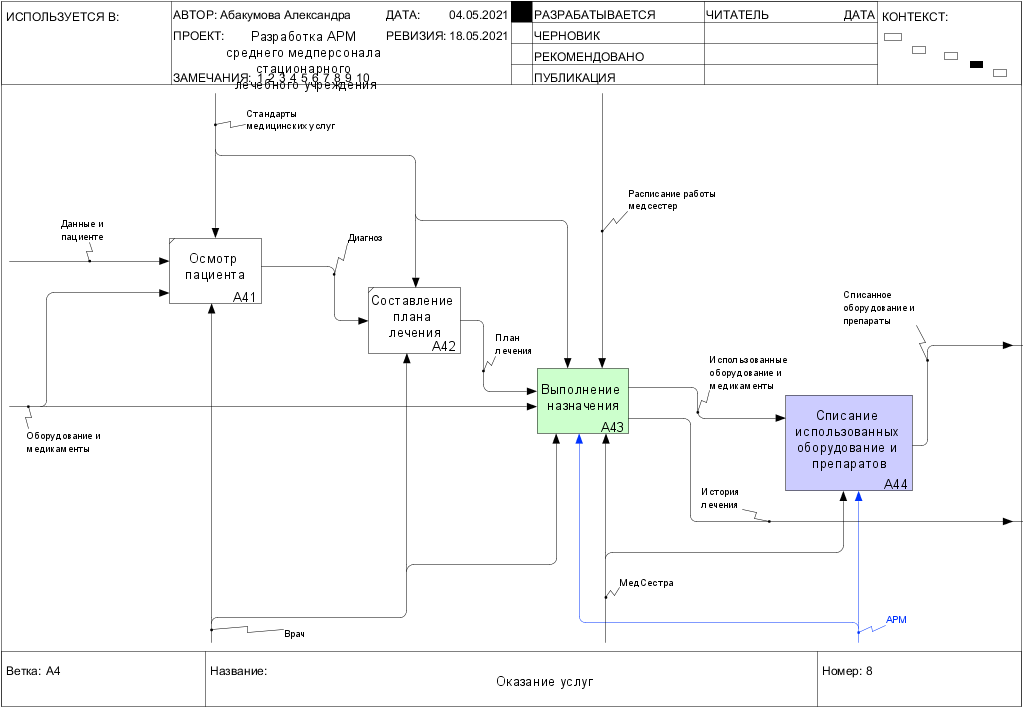 ИСПОЛЬЗУЕТСЯ В:
АВТОР: Абакумова Александра
ДАТА: 04.05.2021
РАЗРАБАТЫВАЕТСЯ
ЧИТАТЕЛЬ
ДАТА
КОНТЕКСТ:
ПРОЕКТ: Разработка АРМ
среднего медперсонала
стационарного
лечебного учреждения
РЕВИЗИЯ: 18.05.2021
ЧЕРНОВИК
РЕКОМЕНДОВАНО
ЗАМЕЧАНИЯ: 1 2 3 4 5 6 7 8 9 10
ПУБЛИКАЦИЯ
Стандарты
медицинских услуг
Расписание работы
медсестер
Данные и
пациенте
Диагноз
Осмотр
пациента
A41
Составление
плана
лечения
A42
Списанное
оборудование и
препараты
План
лечения
Использованные
оборудование и
медикаменты
Выполнение
назначения
A43
Списание
использованных
оборудование и
препаратов
A44
Оборудование и
медикаменты
История
лечения
МедСестра
АРМ
Врач
Ветка: A4
Название:
Оказание услуг
Номер: 8